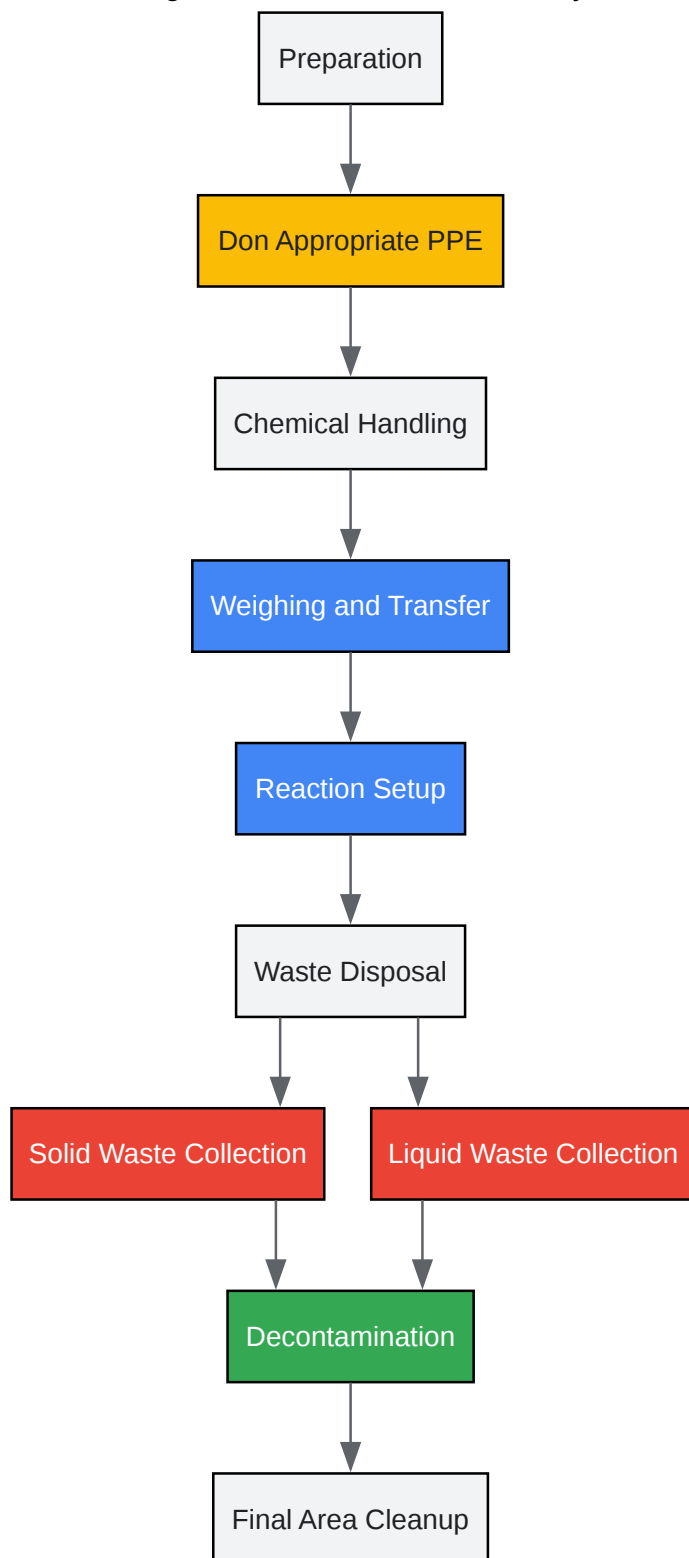 Preparation
Don Appropriate PPE
Chemical Handling
Weighing and Transfer
Reaction Setup
Waste Disposal
Solid Waste Collection
Liquid Waste Collection
Decontamination
Final Area Cleanup